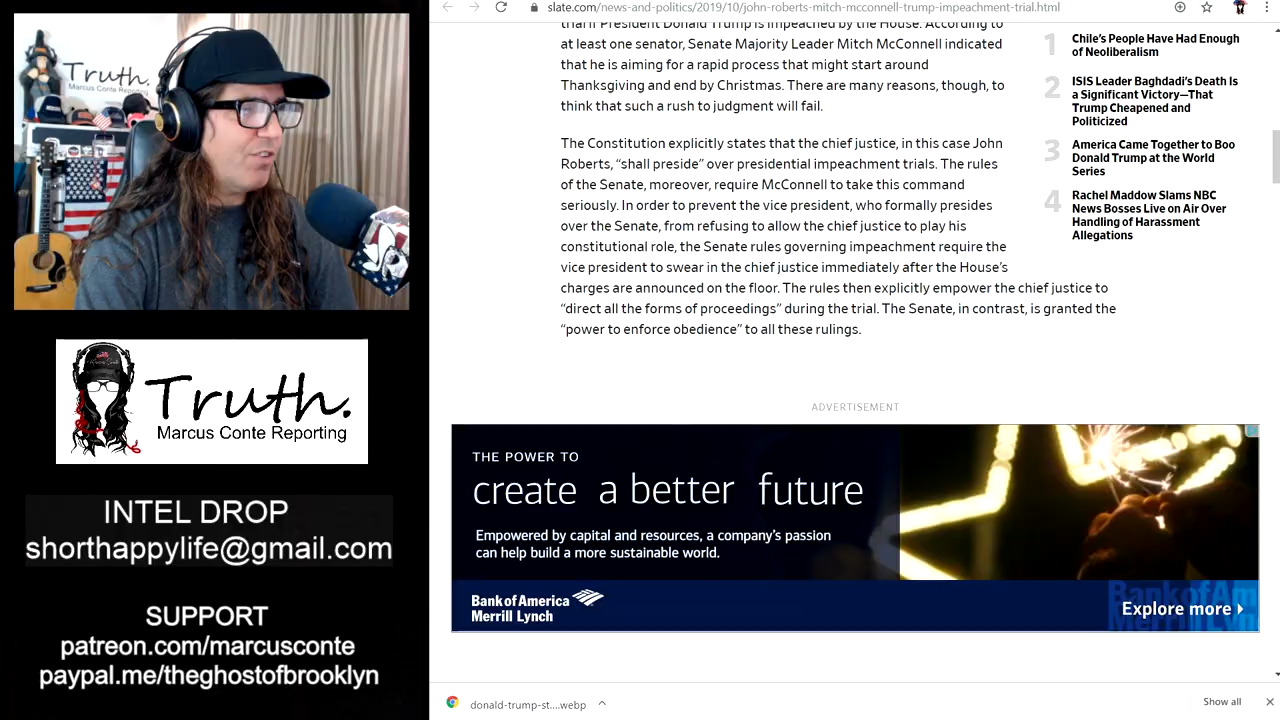 Truth.
Marcus Conte Reporting
Truth.
Marcus Conte Reporting
INTEL DROP
shorthappylife@gmail.com
SUPPORT
patreon.com/marcusconte
paypal.me/theghostofbrooklyn
slate.com/news-and-politics/2019/10/john-roberts-mitch-mcconnell-trump-impeachment-trial.html
trial if President Donald Trump is impeached by the House. According to
at least one senator, Senate Majority Leader Mitch McConnell indicated
that he is aiming for a rapid process that might start around
Thanksgiving and end by Christmas. There are many reasons, though, to
think that such a rush to judgment will fail.
The Constitution explicitly states that the chief justice, in this case John
Roberts, “shall preside” over presidential impeachment trials. The rules
of the Senate, moreover, require McConnell to take this command
seriously. In order to prevent the vice president, who formally presides
over the Senate, from refusing to allow the chief justice to play his
constitutional role, the Senate rules governing impeachment require the
vice president to swear in the chief justice immediately after the House’s
charges are announced on the floor. The rules then explicitly empower the chief justice to
“direct all the forms of proceedings” during the trial. The Senate, in contrast, is granted the
“power to enforce obedience” to all these rulings.
1 Chile’s People Have Had Enough
of Neoliberalism
2 ISIS Leader Baghdadi’s Death Is
a Significant Victory—That
Trump Cheapened and
Politicized
3 America Came Together to Boo
Donald Trump at the World
Series
4 Rachel Maddow Slams NBC
News Bosses Live on Air Over
Handling of Harassment
Allegations
ADVERTISEMENT
THE POWER TO
create a better future
Empowered by capital and resources, a company’s passion
can help build a more sustainable world.
Bank of America
Merrill Lynch
Explore more
donald-trump-st....webp
Show all